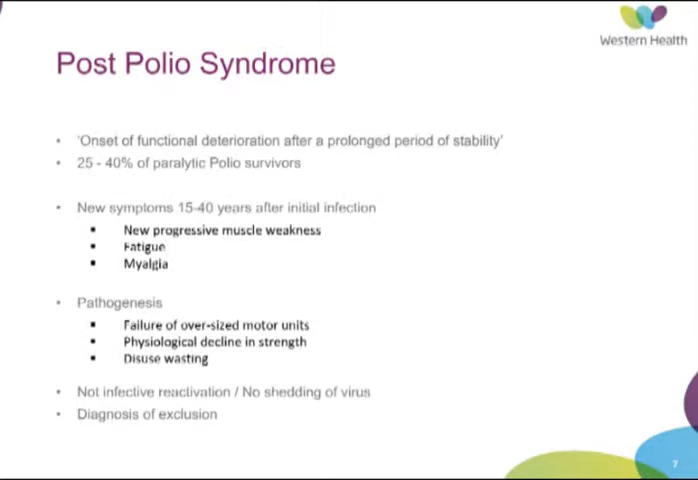 Western Health
Post Polio Syndrome
• 'Onset of functional deterioration after a prolonged period of stability'
• 25 - 40% of paralytic Polio survivors
• New symptoms 15-40 years after initial infection
▪ New progressive muscle weakness
▪ Fatigue
▪ Myalgia
• Pathogenesis
▪ Failure of over-sized motor units
▪ Physiological decline in strength
▪ Disuse wasting
• Not infective reactivation / No shedding of virus
• Diagnosis of exclusion
7